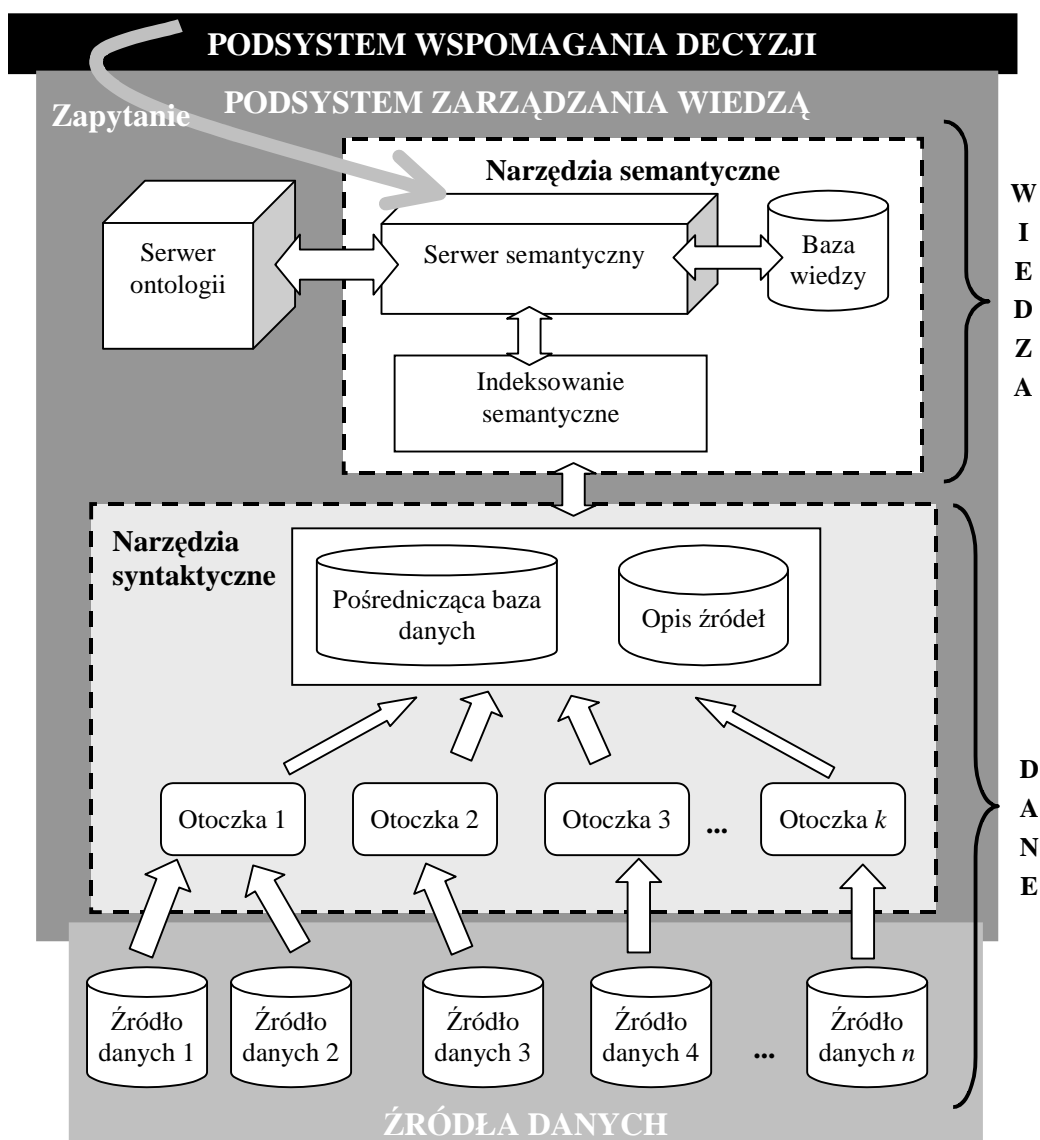 PODSYSTEM WSPOMAGANIA DECYZJI
PODSYSTEM ZARZĄDZANIA WIEDZĄ
Zapytanie
Narzędzia semantyczne
Serwer
ontologii
Serwer semantyczny
Baza
wiedzy
Indeksowanie
semantyczne
W
I
E
D
Z
A
Narzędzia
syntaktyczne
Pośrednicząca baza
danych
Opis źródeł
Otoczka 1
Otoczka 2
Otoczka 3
...
Otoczka k
D
A
N
E
Źródło
danych 1
Źródło
danych 2
Źródło
danych 3
Źródło
danych 4
...
Źródło
danych n
ŹRÓDŁA DANYCH